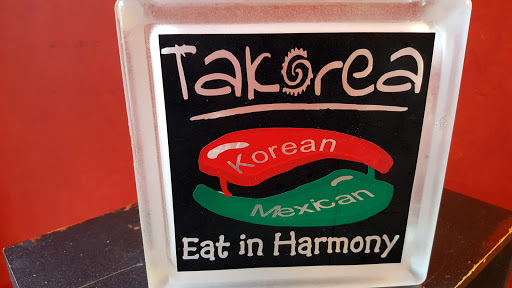 Takorea
Korean
Mexican
Eat in Harmony